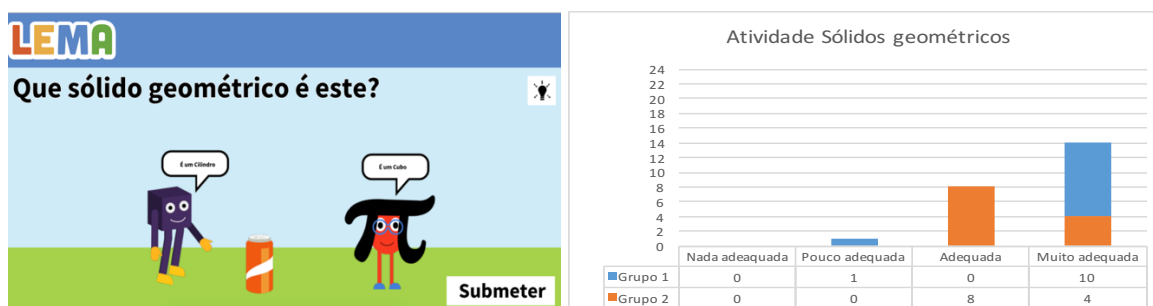 LEMA
Que sólido geométrico é este?
É um Cilindro
É um Cubo
Submeter
Atividade Sólidos geométricos
24
22
20
18
16
14
12
10
8
6
4
2
0
Nada adeaquada Pouco adequada Adequada Muito adequada
Grupo 1 0 1 0 10
Grupo 2 0 0 8 4